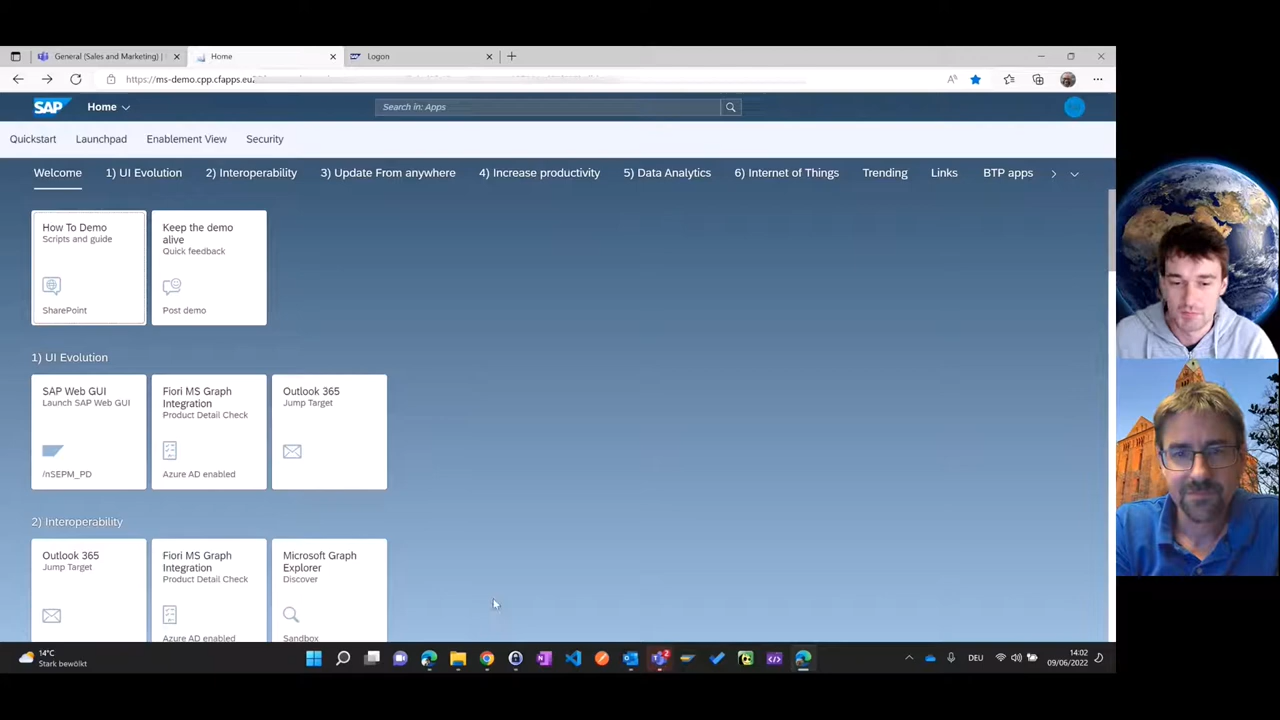 General (Sales and Marketing) |
Home
Logon
https://ms-demo.cpp.cfapps.eu
SAP
Home
Search in: Apps
Quickstart
Launchpad
Enablement View
Security
Welcome
1) UI Evolution
2) Interoperability
3) Update From anywhere
4) Increase productivity
5) Data Analytics
6) Internet of Things
Trending
Links
BTP apps
How To Demo
Scripts and guide
SharePoint
Keep the demo
alive
Quick feedback
Post demo
1) UI Evolution
SAP Web GUI
Launch SAP Web GUI
/nSEPM_PD
Fiori MS Graph
Integration
Product Detail Check
Azure AD enabled
Outlook 365
Jump Target
2) Interoperability
Outlook 365
Jump Target
Fiori MS Graph
Integration
Product Detail Check
Azure AD enabled
Microsoft Graph
Explorer
Discover
Sandbox
14°C
Stark bewölkt
2
DEU
14:02
09/06/2022